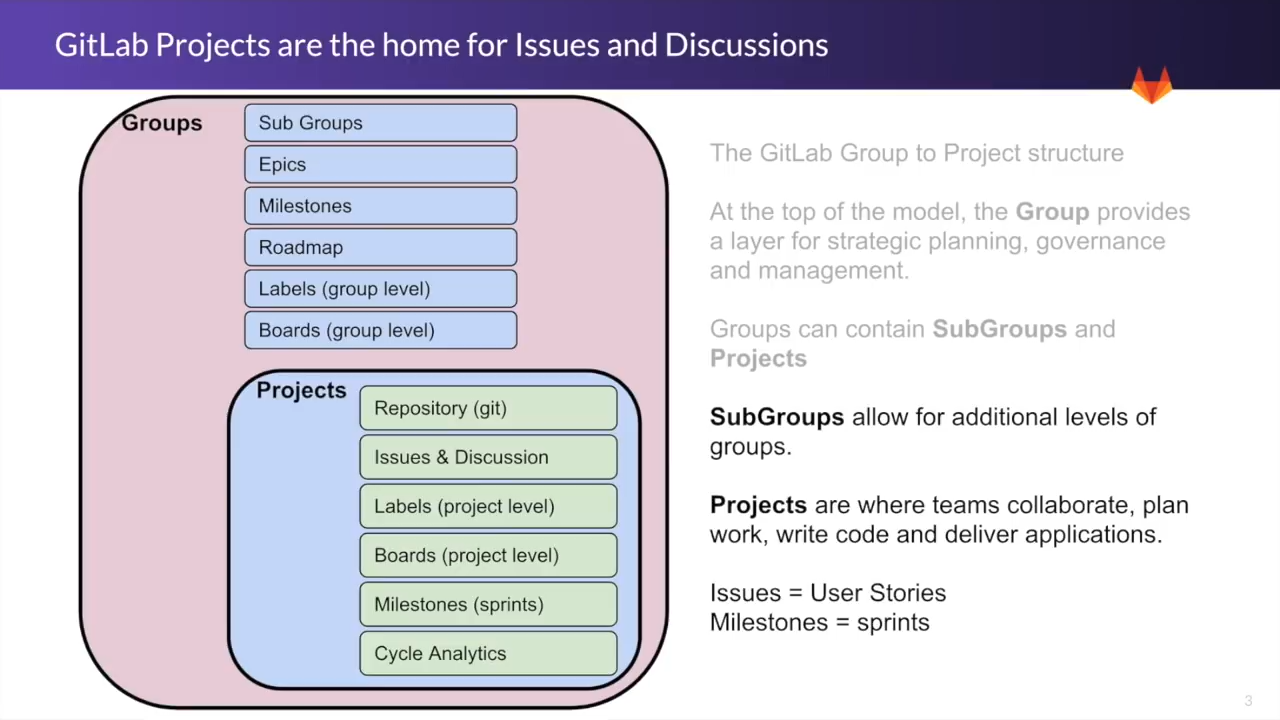 GitLab Projects are the home for Issues and Discussions
Groups
Sub Groups
Epics
Milestones
Roadmap
Labels (group level)
Boards (group level)
Projects
Repository (git)
Issues & Discussion
Labels (project level)
Boards (project level)
Milestones (sprints)
Cycle Analytics
The GitLab Group to Project structure
At the top of the model, the Group provides
a layer for strategic planning, governance
and management.
Groups can contain SubGroups and
Projects
SubGroups allow for additional levels of
groups.
Projects are where teams collaborate, plan
work, write code and deliver applications.
Issues = User Stories
Milestones = sprints
3